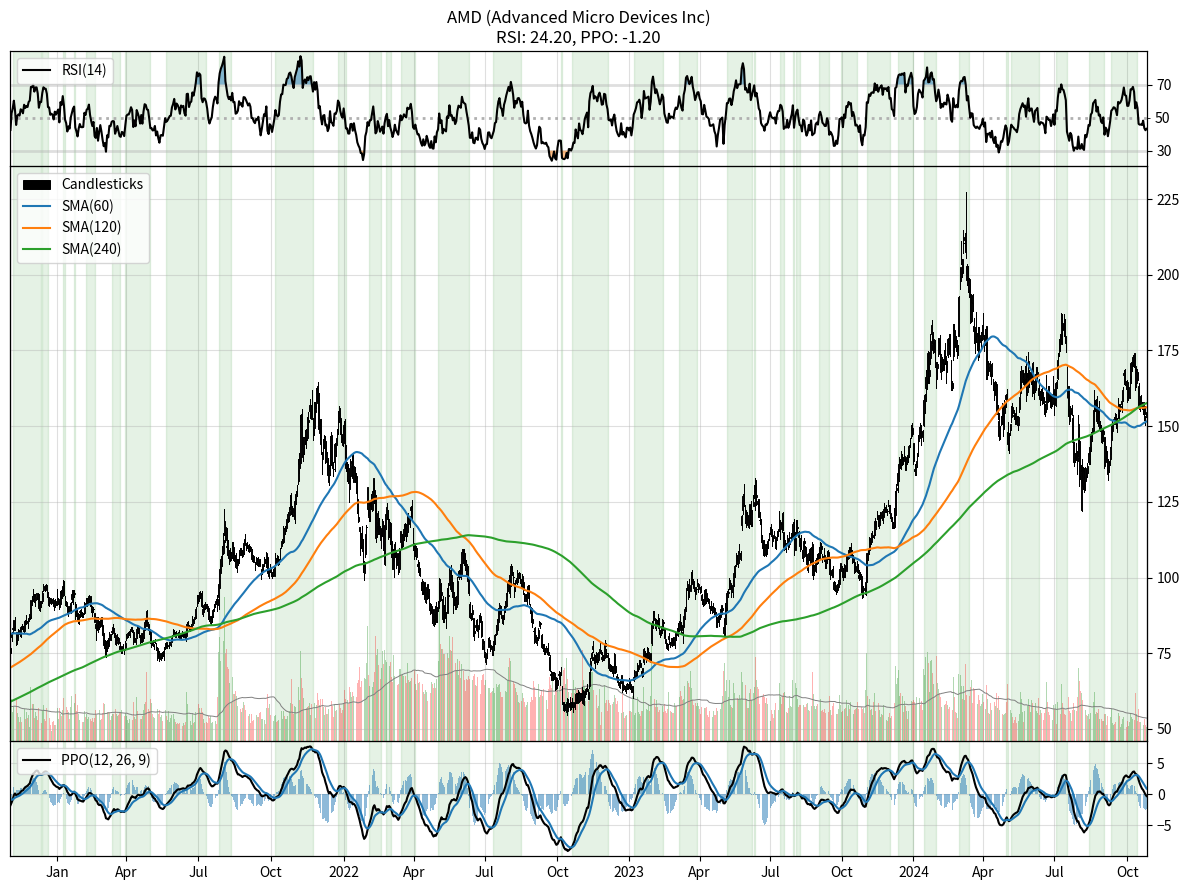 AMD (Advanced Micro Devices Inc)
RSI: 24.20, PPO: -1.20
RSI(14)
70
50
30
Candlesticks
SMA(60)
SMA(120)
SMA(240)
225
200
175
150
125
100
75
50
PPO(12, 26, 9)
5
0
−5
Jan Apr Jul Oct 2022 Apr Jul Oct 2023 Apr Jul Oct 2024 Apr Jul Oct